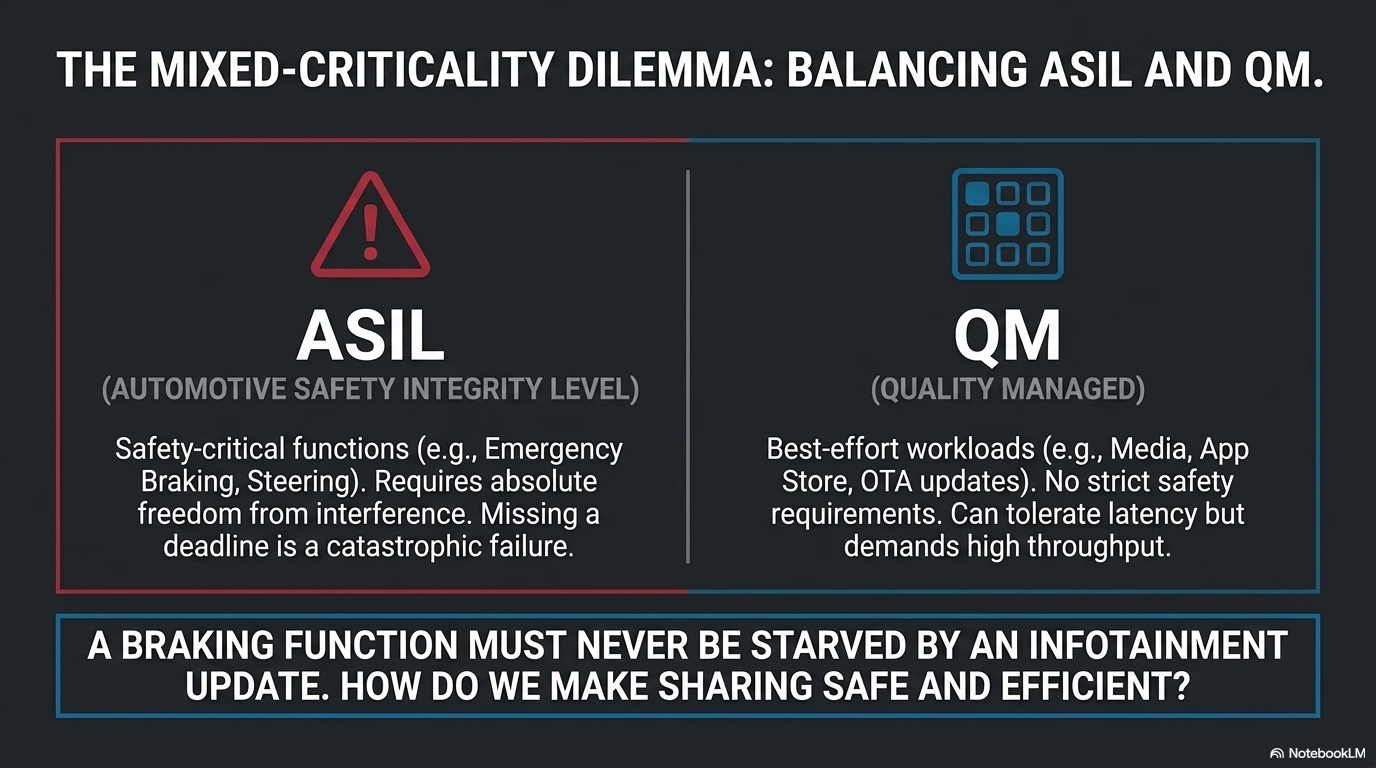 THE MIXED-CRITICALITY DILEMMA: BALANCING ASIL AND QM.
ASIL
(AUTOMOTIVE SAFETY INTEGRITY LEVEL)
Safety-critical functions (e.g., Emergency
Braking, Steering). Requires absolute
freedom from interference. Missing a
deadline is a catastrophic failure.
QM
(QUALITY MANAGED)
Best-effort workloads (e.g., Media, App
Store, OTA updates). No strict safety
requirements. Can tolerate latency but
demands high throughput.
A BRAKING FUNCTION MUST NEVER BE STARVED BY AN INFOTAINMENT
UPDATE. HOW DO WE MAKE SHARING SAFE AND EFFICIENT?
NotebookLM